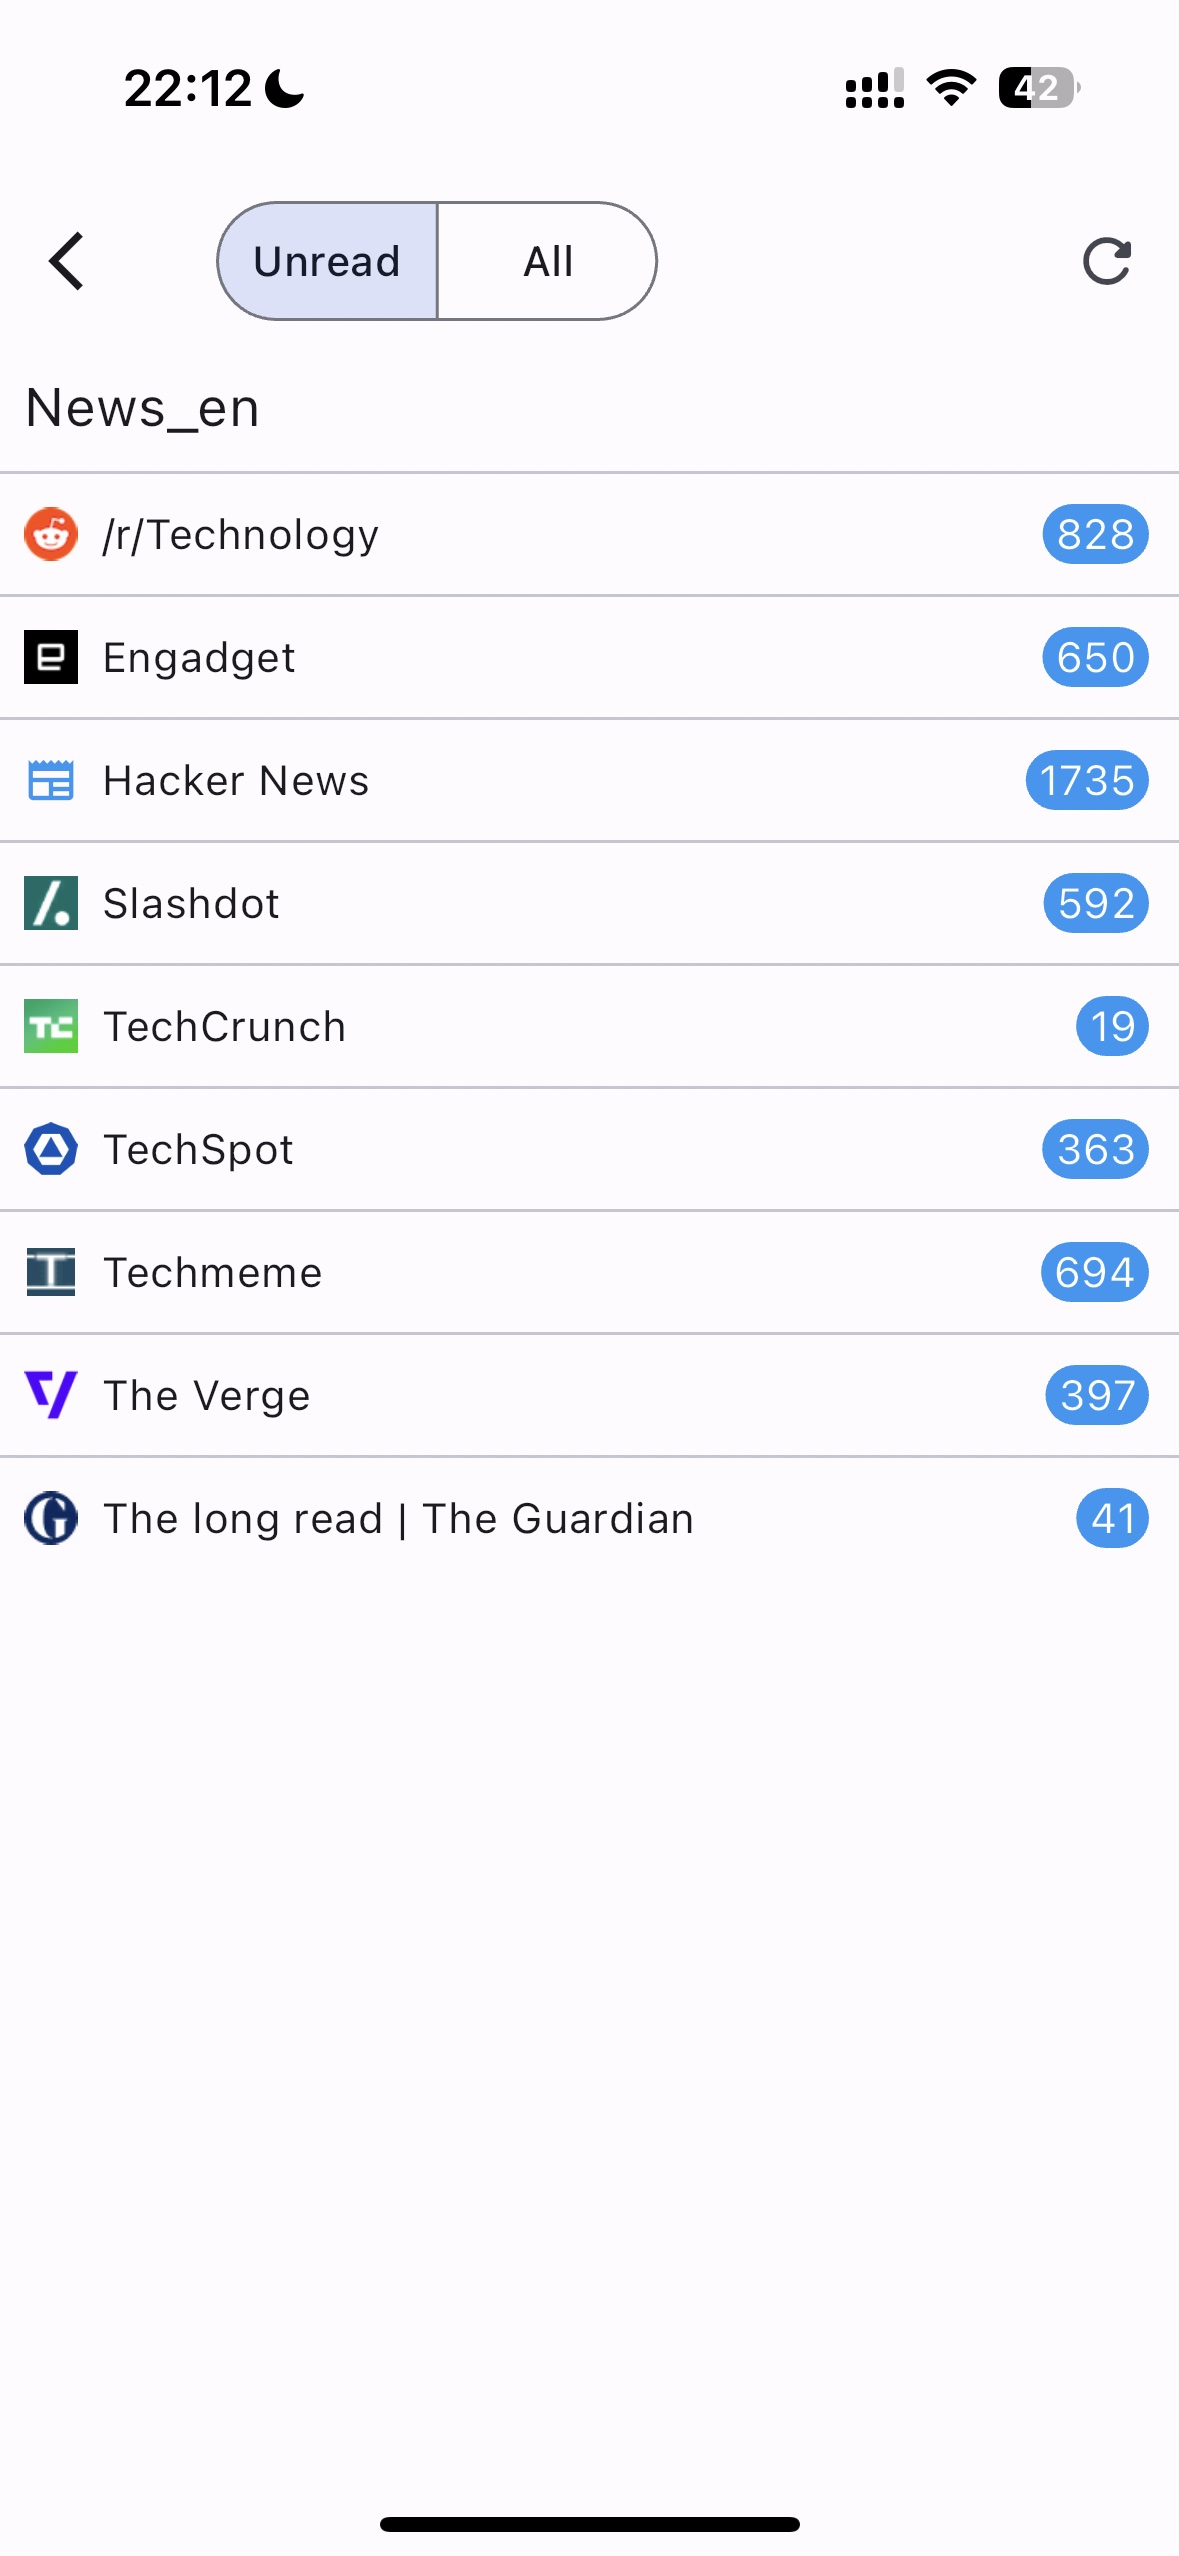 22:12
42
Unread All
News_en
/r/Technology 828
Engadget 650
Hacker News 1735
Slashdot 592
TechCrunch 19
TechSpot 363
Techmeme 694
The Verge 397
The long read | The Guardian 41